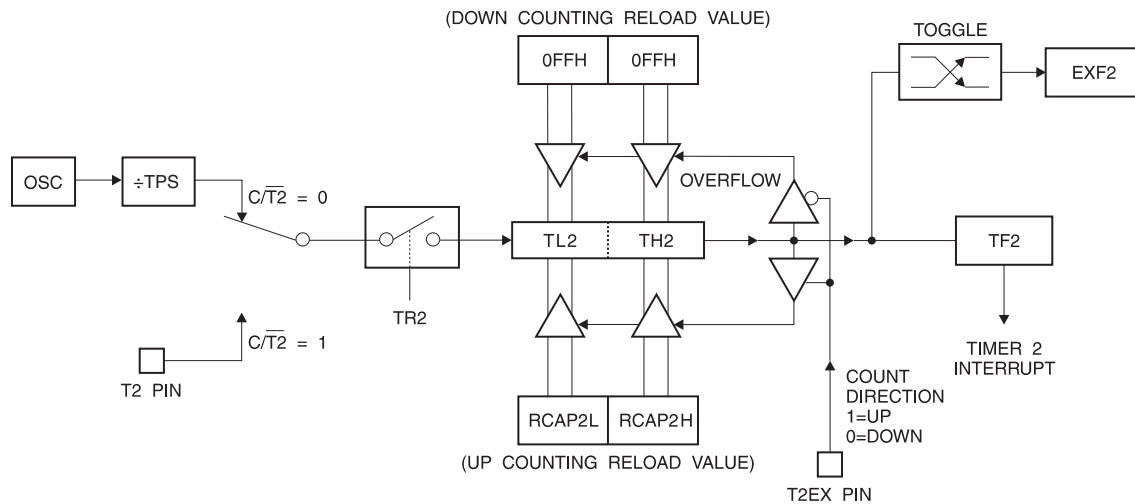 (DOWN COUNTING RELOAD VALUE)
TOGGLE
0FFH 0FFH
EXF2
OSC
÷TPS
C/T2̅ = 0
OVERFLOW
TL2 TH2
TF2
TR2
C/T2̅ = 1
T2 PIN
TIMER 2
INTERRUPT
COUNT
DIRECTION
1=UP
0=DOWN
RCAP2L RCAP2H
(UP COUNTING RELOAD VALUE)
T2EX PIN